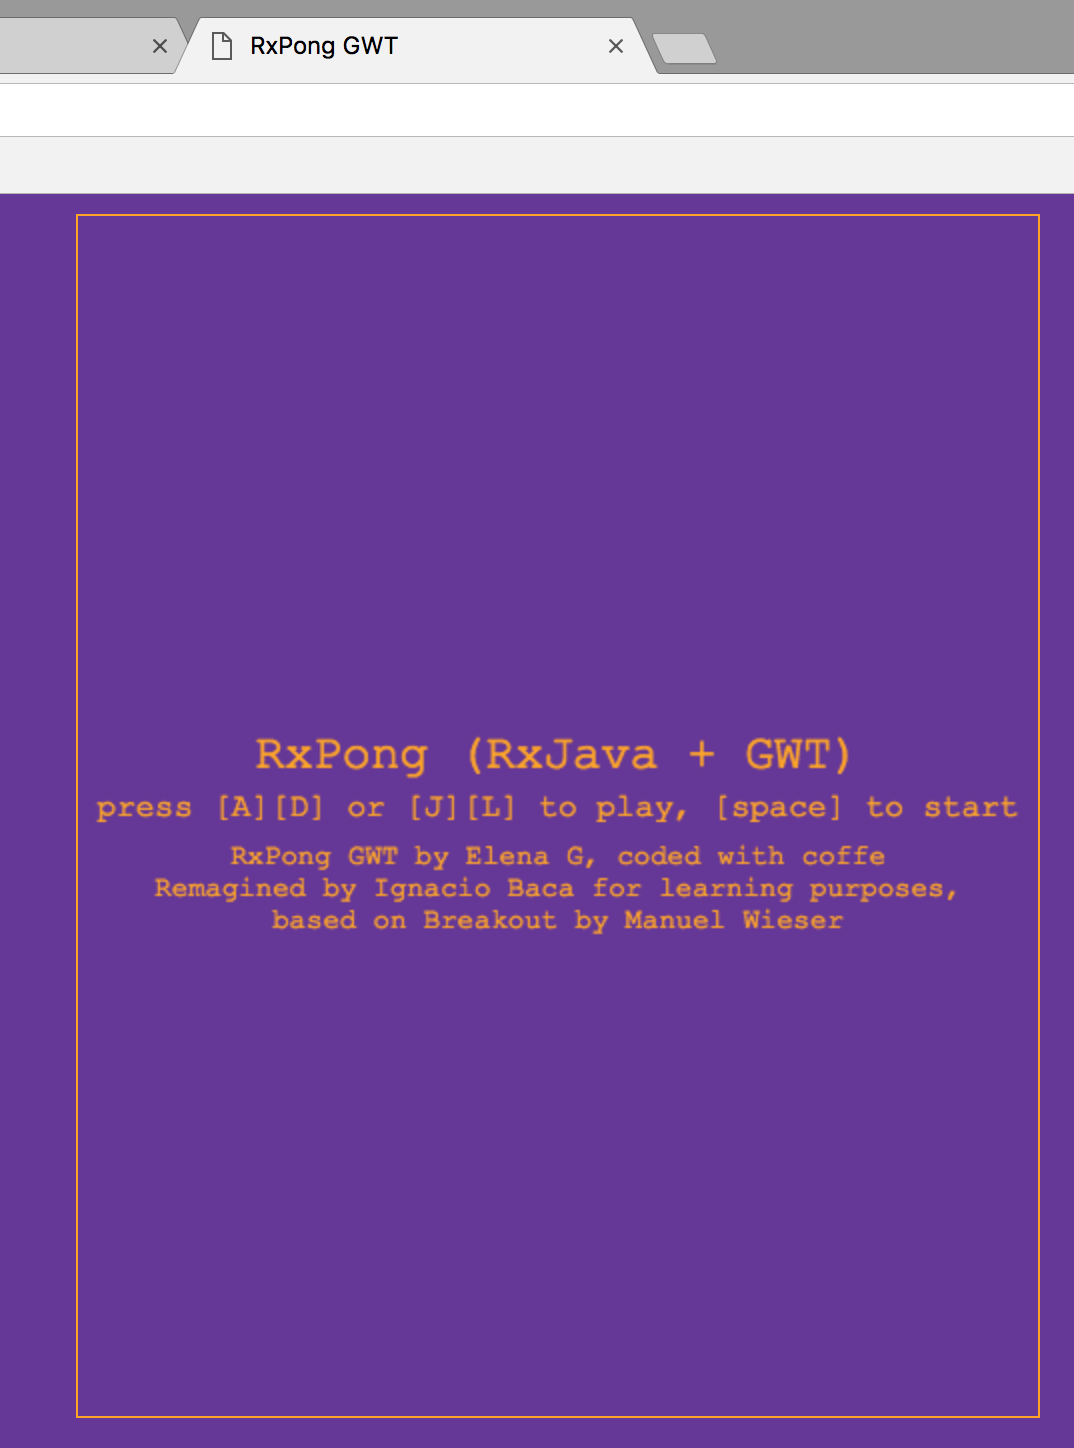 RxPong GWT
RxPong (RxJava + GWT)
press [A][D] or [J][L] to play, [space] to start
RxPong GWT by Elena G, coded with coffe
Remagined by Ignacio Baca for learning purposes,
based on Breakout by Manuel Wieser